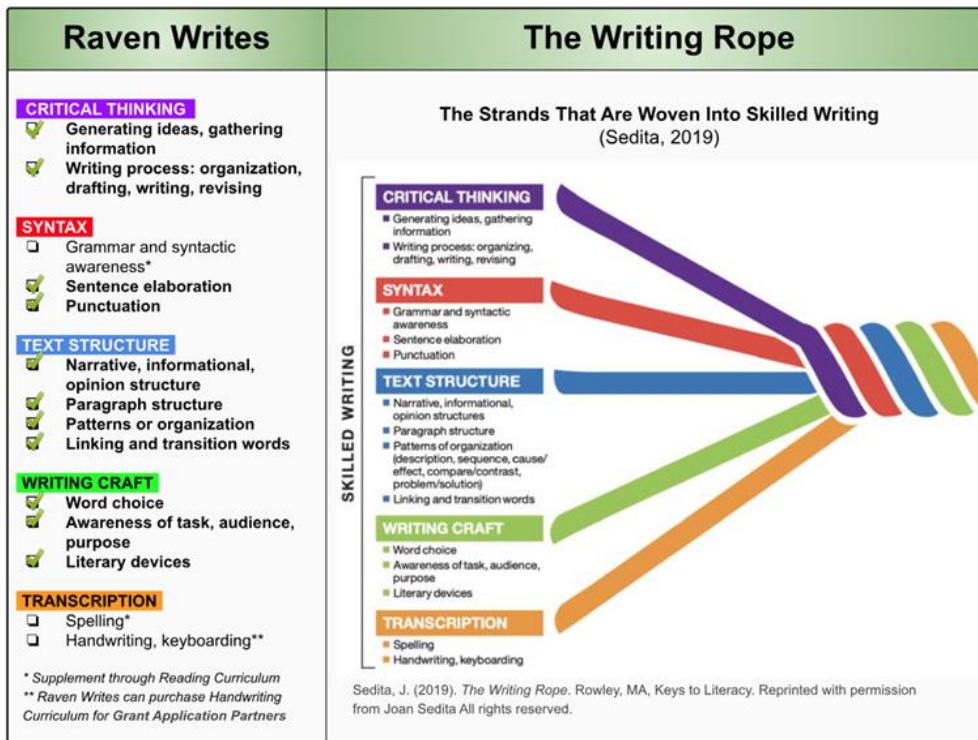 Raven Writes
CRITICAL THINKING
Generating ideas, gathering
information
Writing process: organization,
drafting, writing, revising
SYNTAX
Grammar and syntactic
awareness*
Sentence elaboration
Punctuation
TEXT STRUCTURE
Narrative, informational,
opinion structure
Paragraph structure
Patterns or organization
Linking and transition words
WRITING CRAFT
Word choice
Awareness of task, audience,
purpose
Literary devices
TRANSCRIPTION
Spelling*
Handwriting, keyboarding**
* Supplement through Reading Curriculum
** Raven Writes can purchase Handwriting
Curriculum for Grant Application Partners
The Writing Rope
The Strands That Are Woven Into Skilled Writing
(Sedita, 2019)
SKILLED WRITING
CRITICAL THINKING
Generating ideas, gathering
information
Writing process: organizing,
drafting, writing, revising
SYNTAX
Grammar and syntactic
awareness
Sentence elaboration
Punctuation
TEXT STRUCTURE
Narrative, informational,
opinion structures
Paragraph structure
Patterns of organization
(description, sequence, cause/
effect, compare/contrast,
problem/solution)
Linking and transition words
WRITING CRAFT
Word choice
Awareness of task, audience,
purpose
Literary devices
TRANSCRIPTION
Spelling
Handwriting, keyboarding
Sedita, J. (2019). The Writing Rope. Rowley, MA, Keys to Literacy. Reprinted with permission
from Joan Sedita All rights reserved.